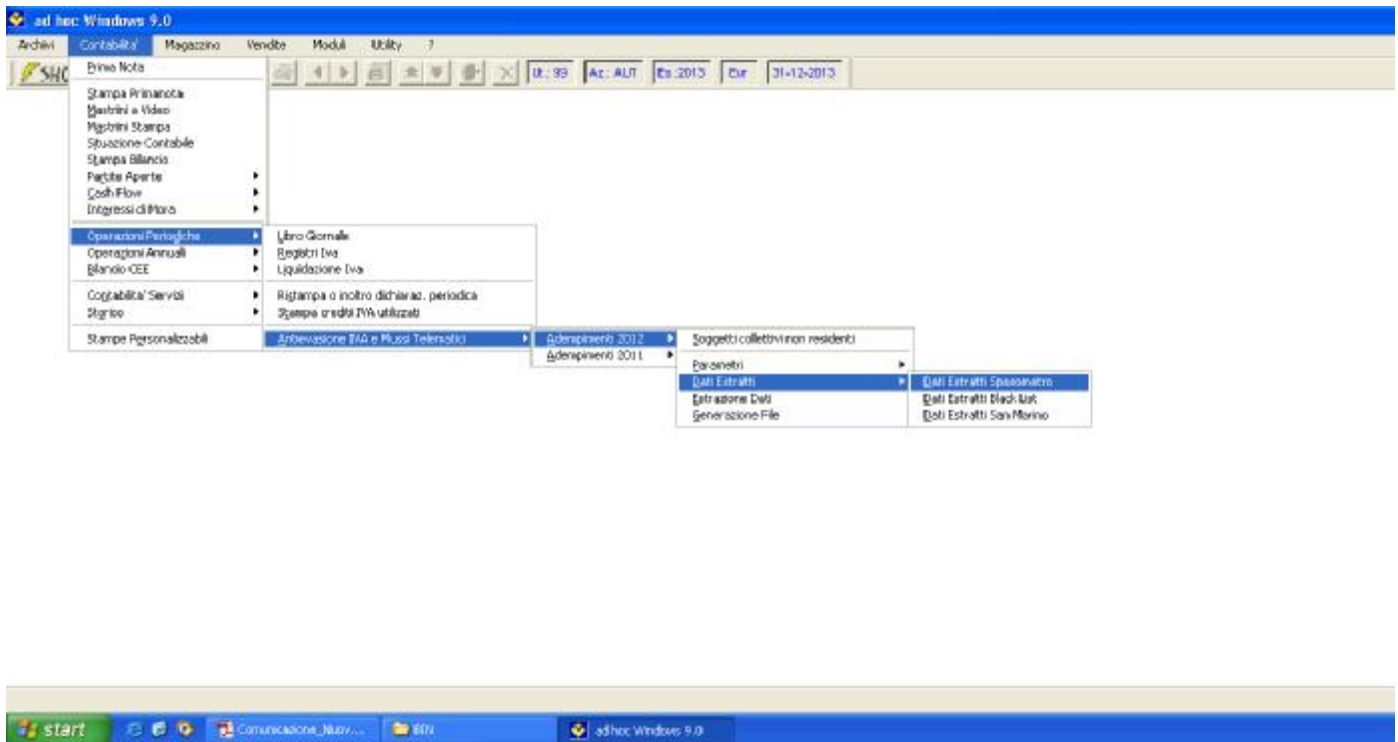 ad hoc Windows 9.0
Archivi Contabilita' Magazzino Vendite Moduli Utility ?
Ut.: 99 Az.: AUT Es.:2013 Eur 31-12-2013
Primo Nota
Stampa Primanota
Mastrini a Video
Mastrini Stampa
Situazione Contabile
Stampa Bilancio
Partite Aperte
Cash Flow
Interessi di Mora
Operazioni Periodiche
Operazioni Annuali
Bilancio CEE
Contabilita' Servizi
Storico
Stampe Personalizzabili
Libro Giornale
Registri Iva
Liquidazione Iva
Ristampa o inoltro dichiaraz. periodica
Stampa crediti IVA utilizzati
Antievasione IVA e Flussi Telematici
Adempimenti 2012
Adempimenti 2011
Soggetti collettivi non residenti
Parametri
Dati Estratti
Estrazione Dati
Generazione File
Dati Estratti Spesometro
Dati Estratti Black List
Dati Estratti San Marino
start Comunicazione_Nuov... ad hoc Windows 9.0